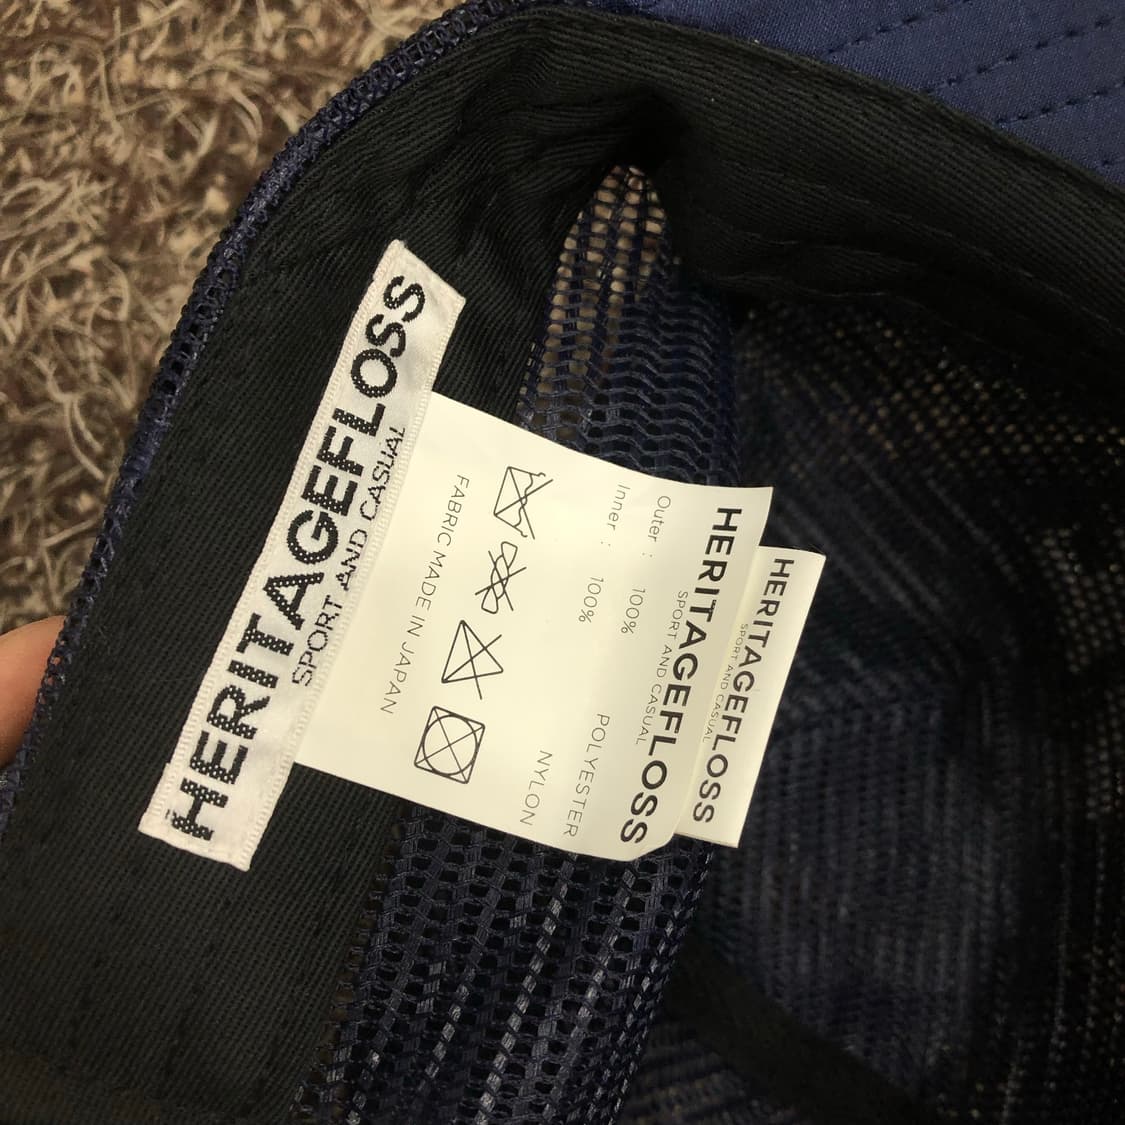 HERITAGEFLOSS
SPORT AND CASUAL
HERITAGEFLOSS
SPORT AND CASUAL
Outer : 100% POLYESTER
Inner : 100% NYLON
FABRIC MADE IN JAPAN
HERITAGEFLOSS
SPORT AND CASUAL